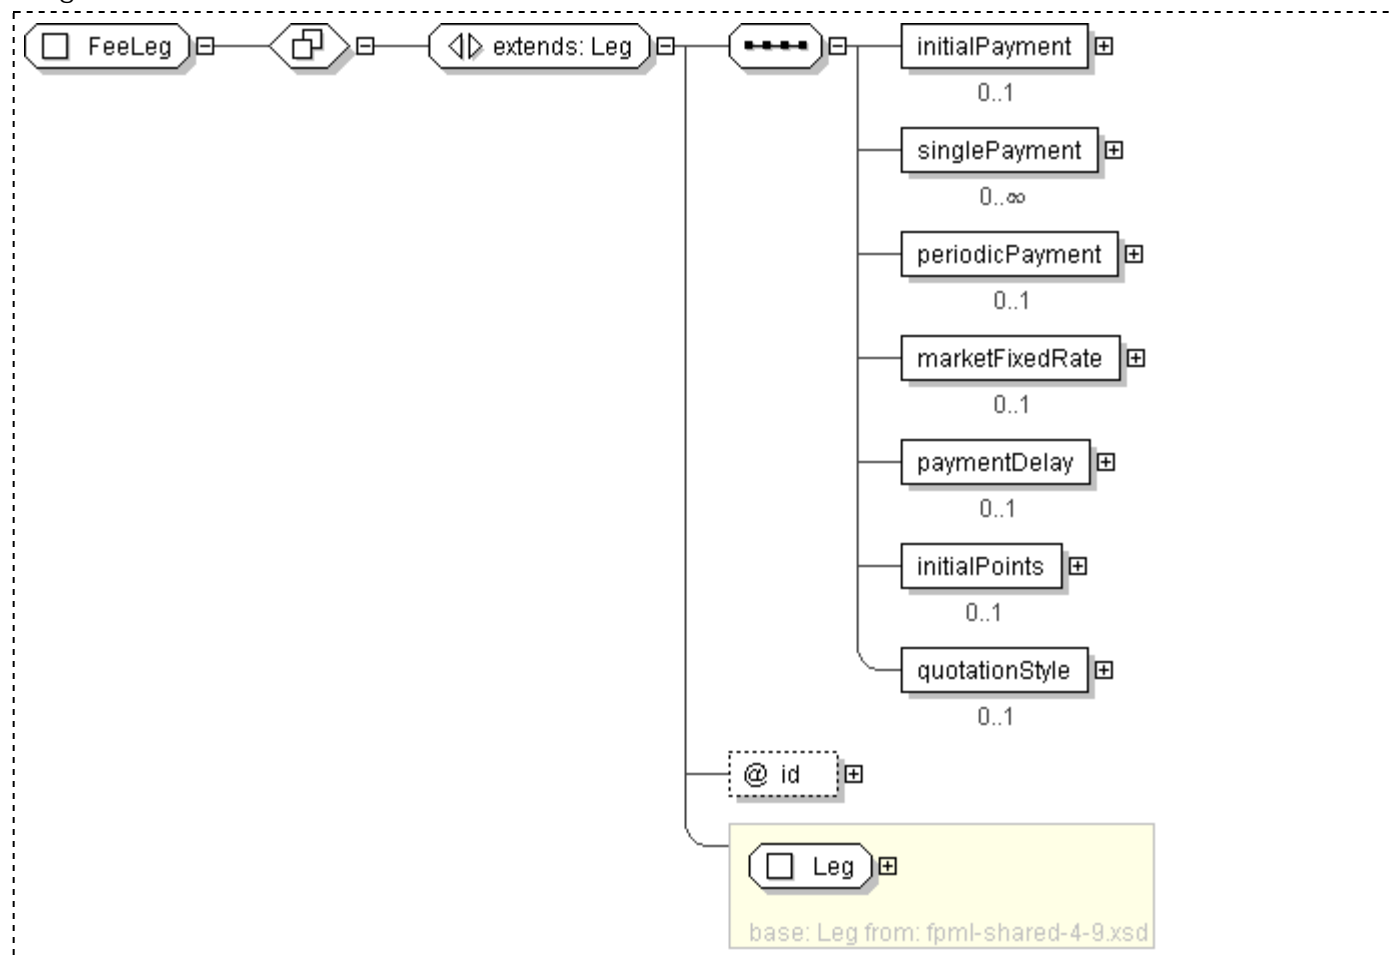 FeeLeg
extends: Leg
initialPayment
0..1
singlePayment
0..∞
periodicPayment
0..1
marketFixedRate
0..1
paymentDelay
0..1
initialPoints
0..1
quotationStyle
0..1
@ id
Leg
base: Leg from: fpml-shared-4-9.xsd